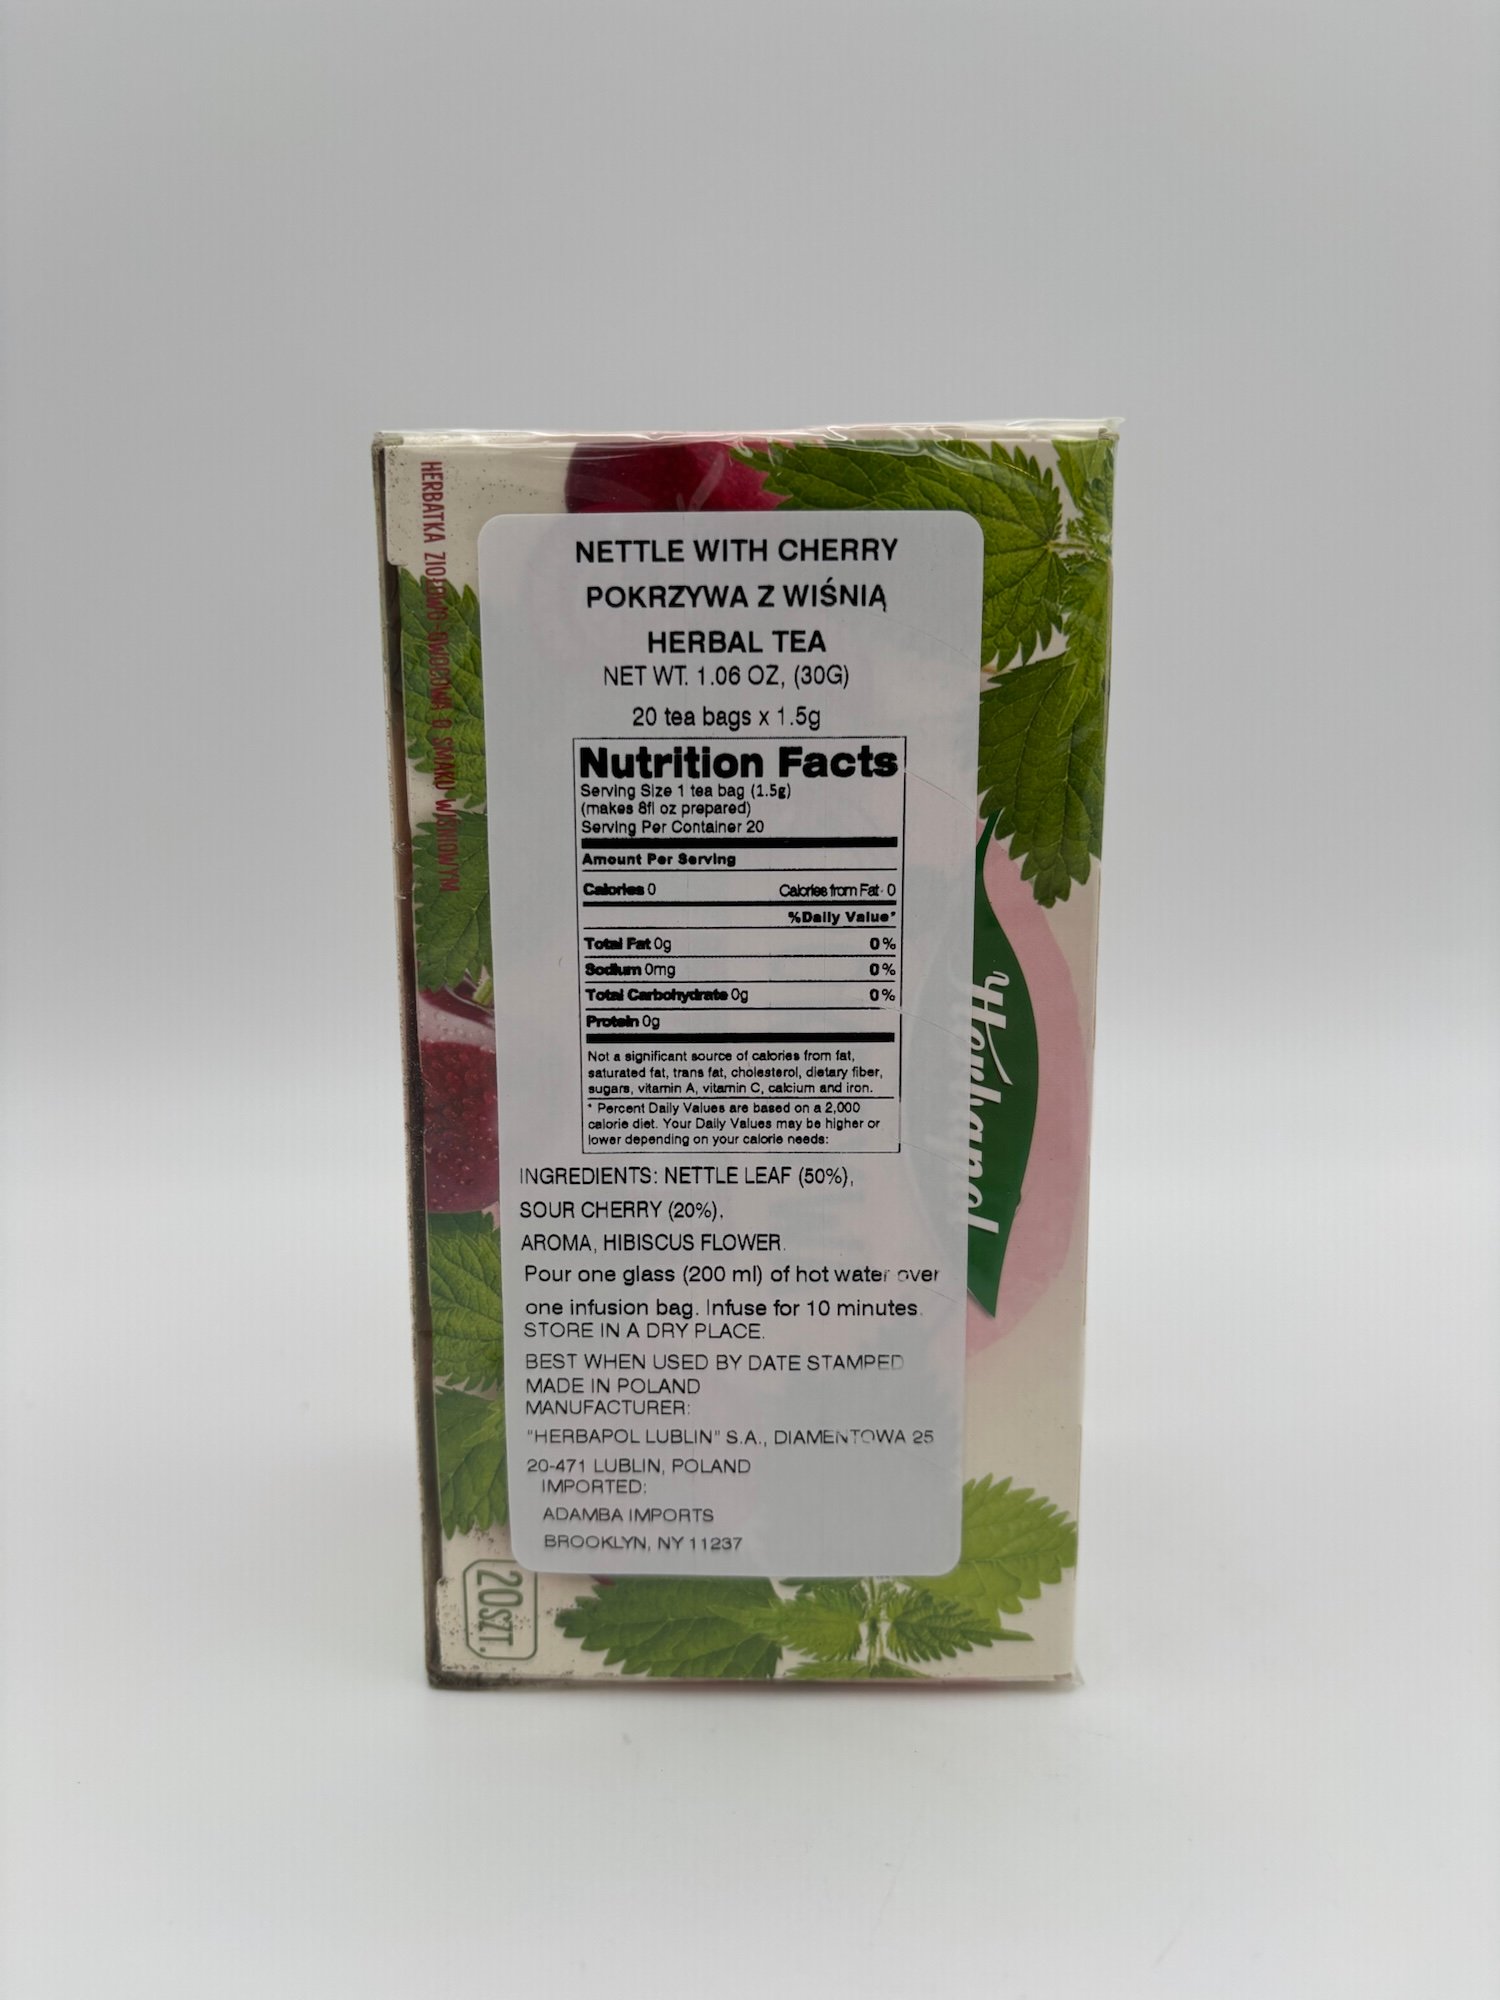 HERBATKA ZIOŁOWO-OWOCOWA O SMAKU WIŚNIOWYM
NETTLE WITH CHERRY
POKRZYWA Z WIŚNIĄ
HERBAL TEA
NET WT. 1.06 OZ, (30G)
20 tea bags x 1.5g
Nutrition Facts
Serving Size 1 tea bag (1.5g)
(makes 8fl oz prepared)
Serving Per Container 20
Amount Per Serving
Calories 0 Calories from Fat 0
%Daily Value*
Total Fat 0g 0%
Sodium 0mg 0%
Total Carbohydrate 0g 0%
Protein 0g
Not a significant source of calories from fat,
saturated fat, trans fat, cholesterol, dietary fiber,
sugars, vitamin A, vitamin C, calcium and iron.
* Percent Daily Values are based on a 2,000
calorie diet. Your Daily Values may be higher or
lower depending on your calorie needs:
INGREDIENTS: NETTLE LEAF (50%),
SOUR CHERRY (20%),
AROMA, HIBISCUS FLOWER.
Pour one glass (200 ml) of hot water over
one infusion bag. Infuse for 10 minutes.
STORE IN A DRY PLACE.
BEST WHEN USED BY DATE STAMPED
MADE IN POLAND
MANUFACTURER:
"HERBAPOL LUBLIN" S.A., DIAMENTOWA 25
20-471 LUBLIN, POLAND
IMPORTED:
ADAMBA IMPORTS
BROOKLYN, NY 11237
Herbapol
20 SZT.